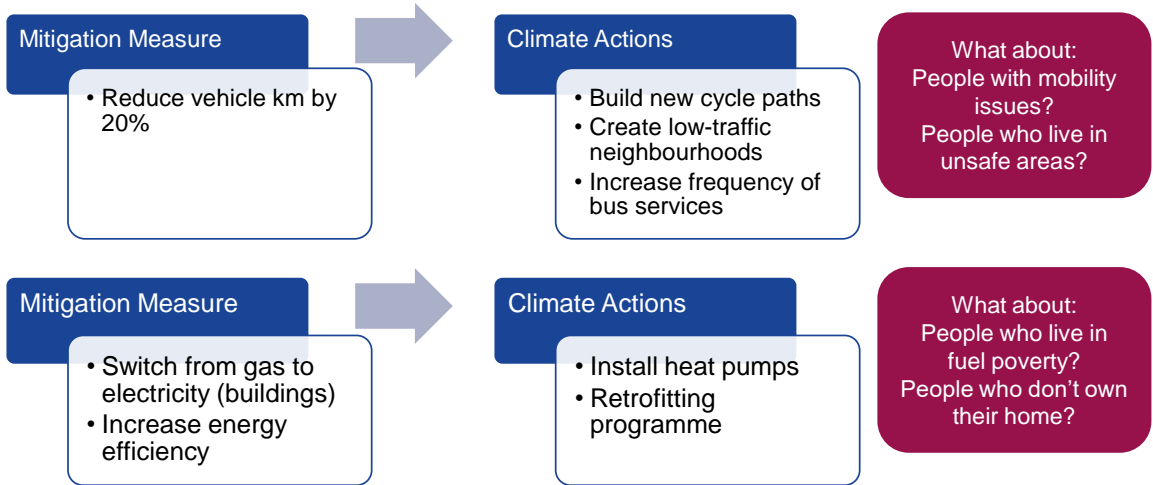 Mitigation Measure
• Reduce vehicle km by
20%
Climate Actions
• Build new cycle paths
• Create low-traffic
neighbourhoods
• Increase frequency of
bus services
What about:
People with mobility
issues?
People who live in
unsafe areas?
Mitigation Measure
• Switch from gas to
electricity (buildings)
• Increase energy
efficiency
Climate Actions
• Install heat pumps
• Retrofitting
programme
What about:
People who live in
fuel poverty?
People who don’t own
their home?